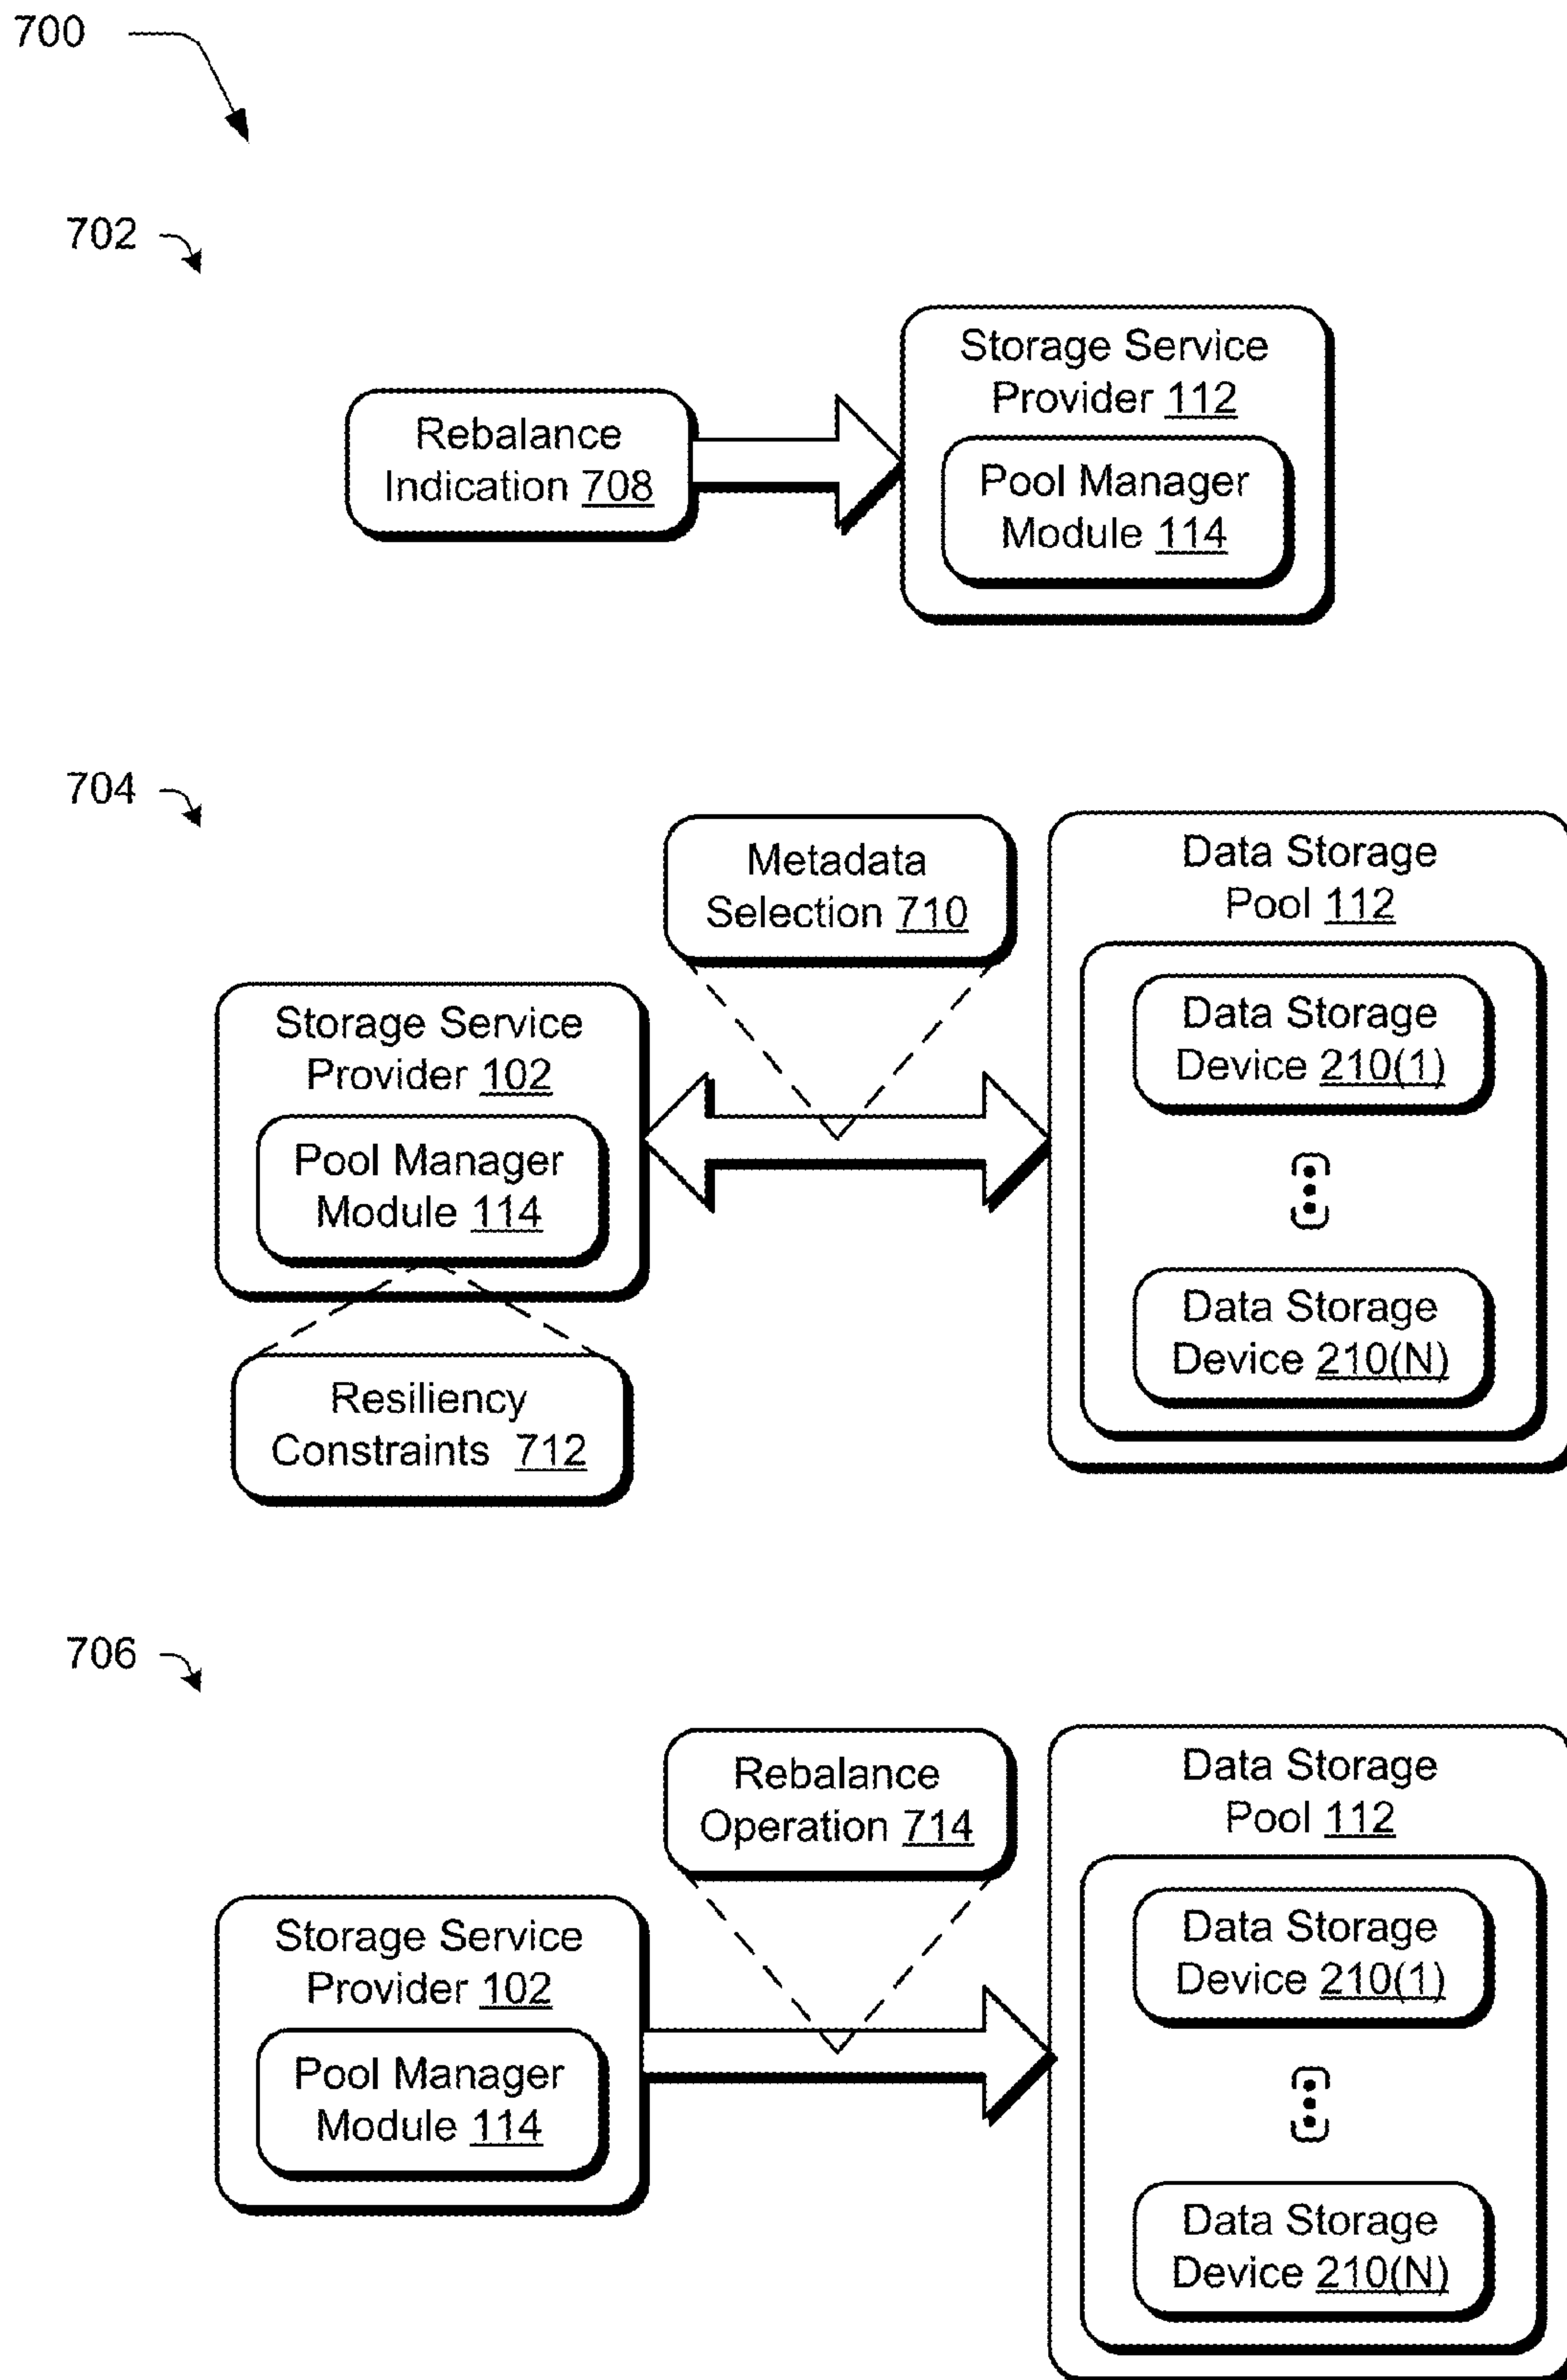 700
702
Storage Service
Provider 112
Rebalance
Indication 708
Pool Manager
Module 114
704
Metadata
Selection 710
Data Storage
Pool 112
Storage Service
Provider 102
Pool Manager
Module 114
Data Storage
Device 210(1)
Data Storage
Device 210(N)
Resiliency
Constraints 712
706
Rebalance
Operation 714
Data Storage
Pool 112
Storage Service
Provider 102
Pool Manager
Module 114
Data Storage
Device 210(1)
Data Storage
Device 210(N)